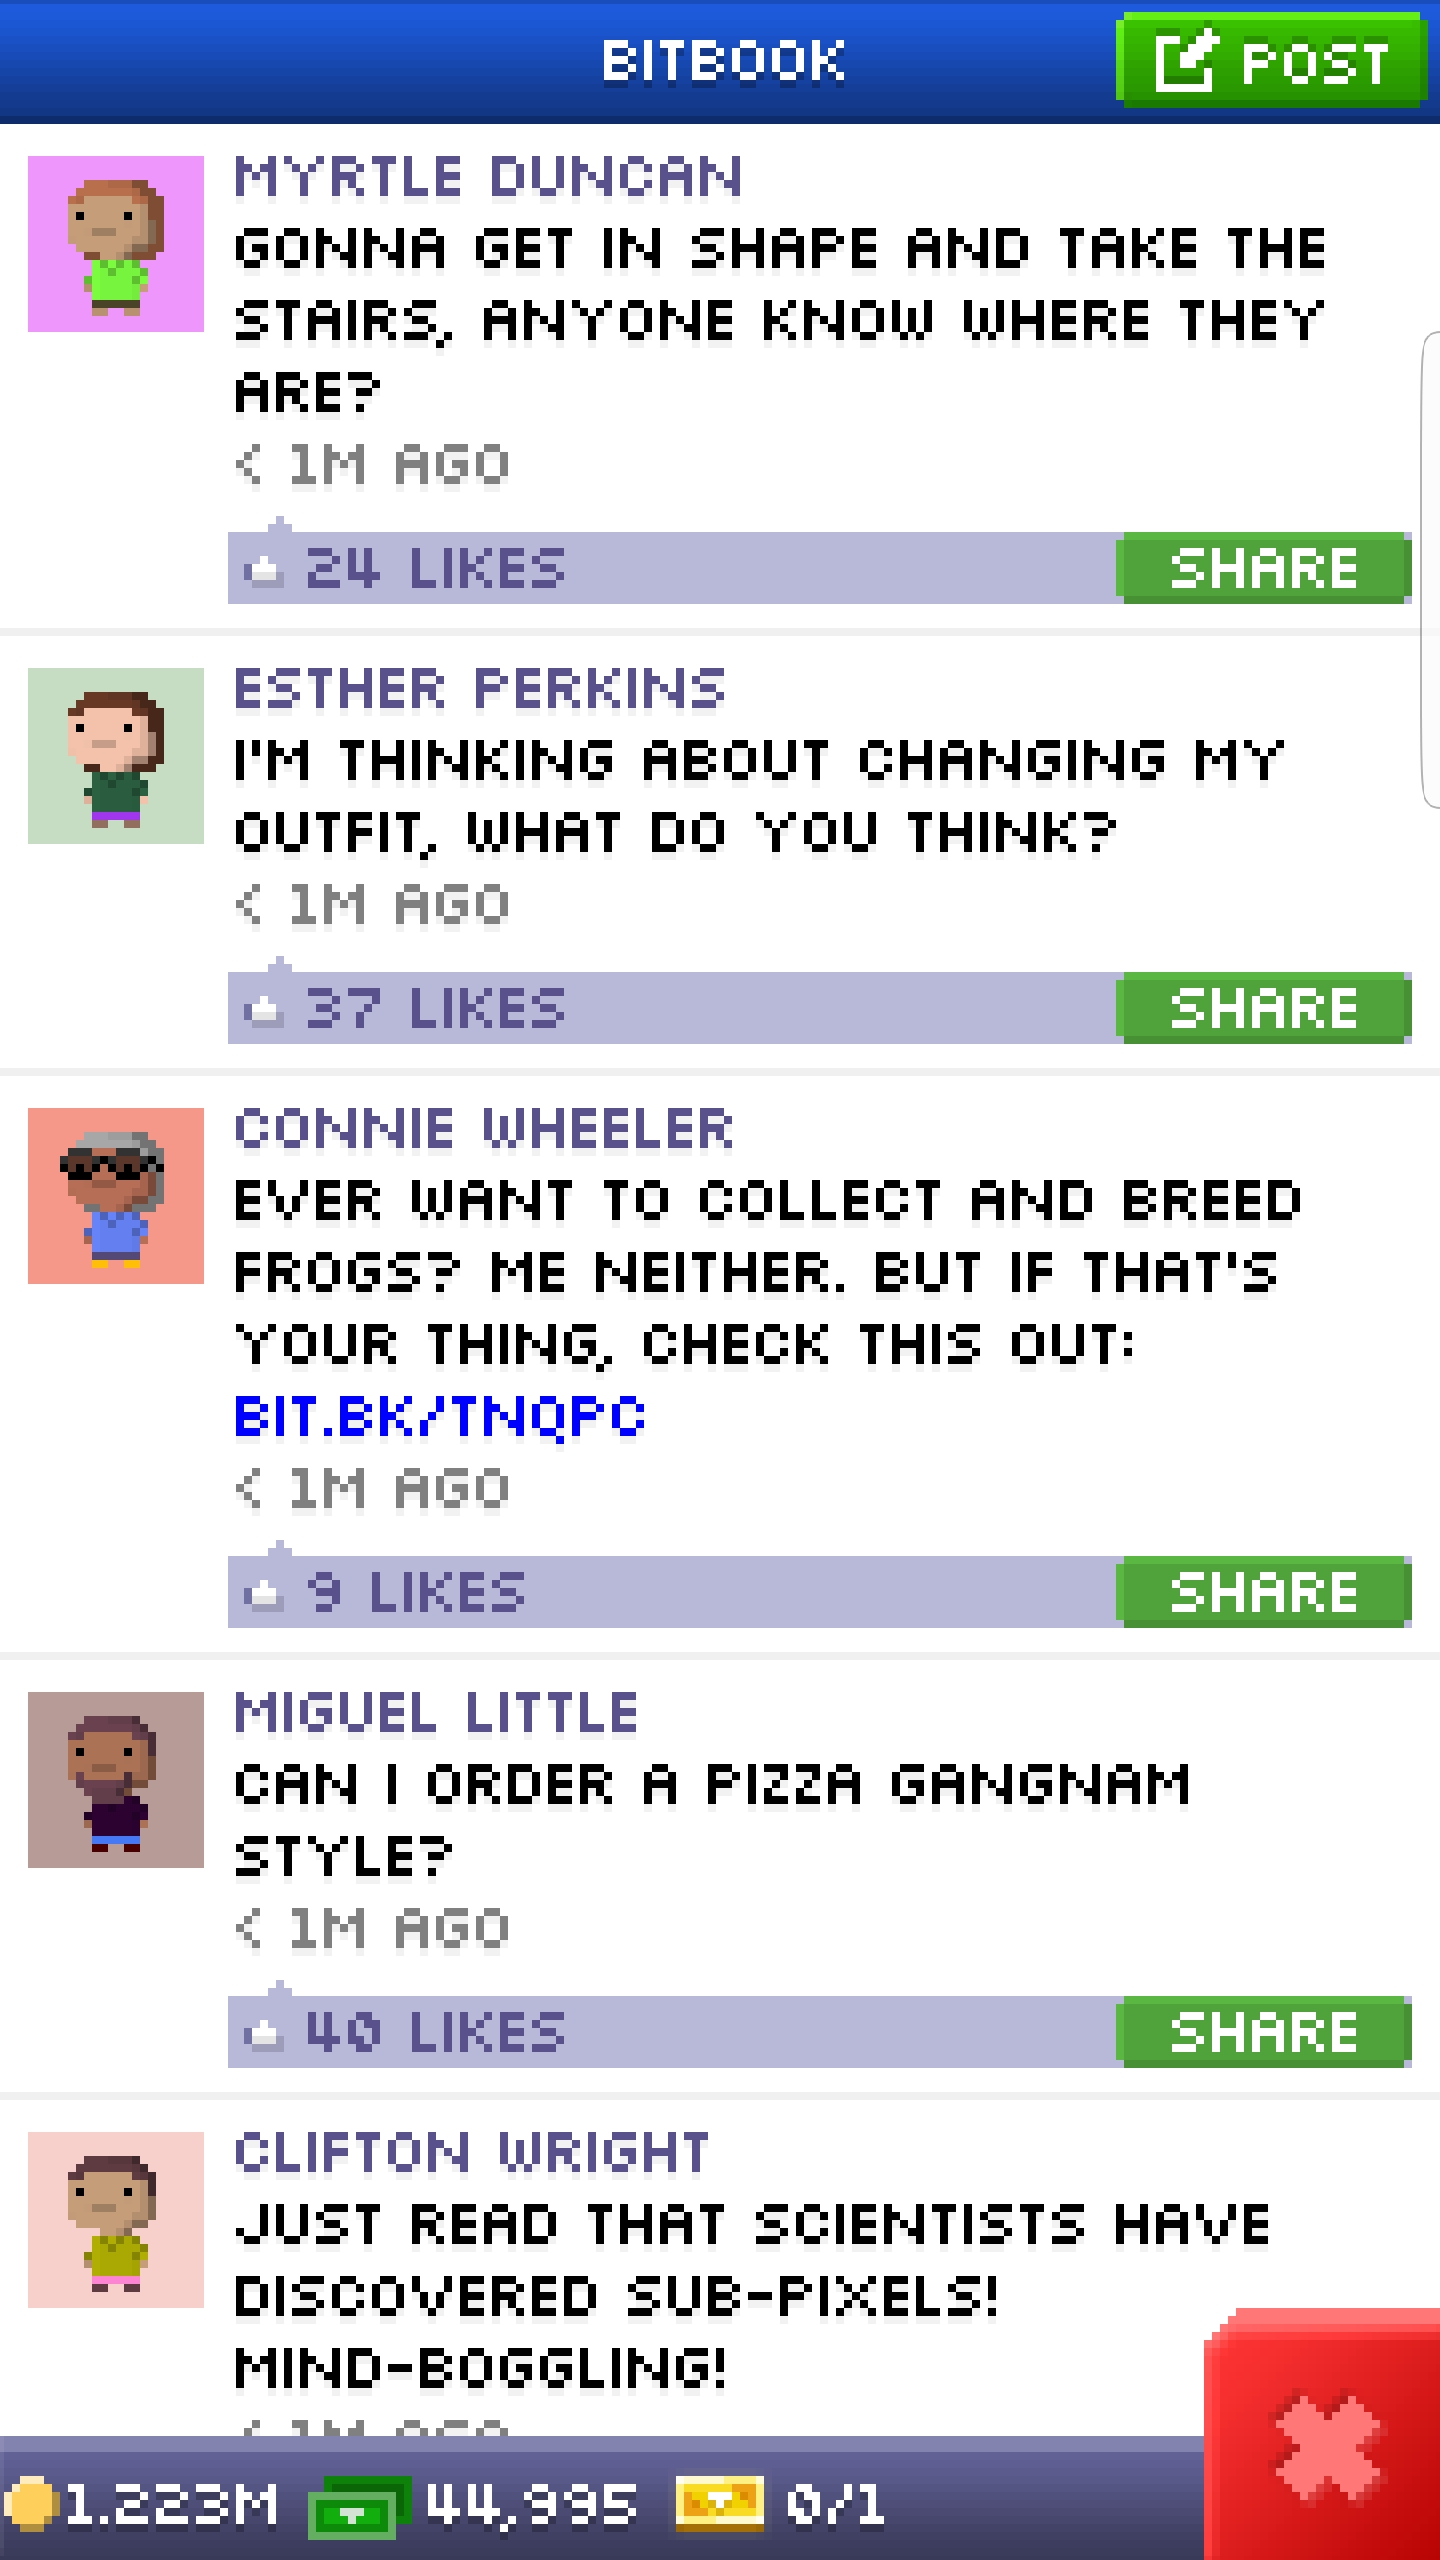 BITBOOK
POST
MYRTLE DUNCAN
GONNA GET IN SHAPE AND TAKE THE
STAIRS, ANYONE KNOW WHERE THEY
ARE?
< 1M AGO
24 LIKES
SHARE
ESTHER PERKINS
I'M THINKING ABOUT CHANGING MY
OUTFIT, WHAT DO YOU THINK?
< 1M AGO
37 LIKES
SHARE
CONNIE WHEELER
EVER WANT TO COLLECT AND BREED
FROGS? ME NEITHER. BUT IF THAT'S
YOUR THING, CHECK THIS OUT:
BIT.BK/TNQPC
< 1M AGO
9 LIKES
SHARE
MIGUEL LITTLE
CAN I ORDER A PIZZA GANGNAM
STYLE?
< 1M AGO
40 LIKES
SHARE
CLIFTON WRIGHT
JUST READ THAT SCIENTISTS HAVE
DISCOVERED SUB-PIXELS!
MIND-BOGGLING!
< 1M AGO
1.223M 44,995 0/1